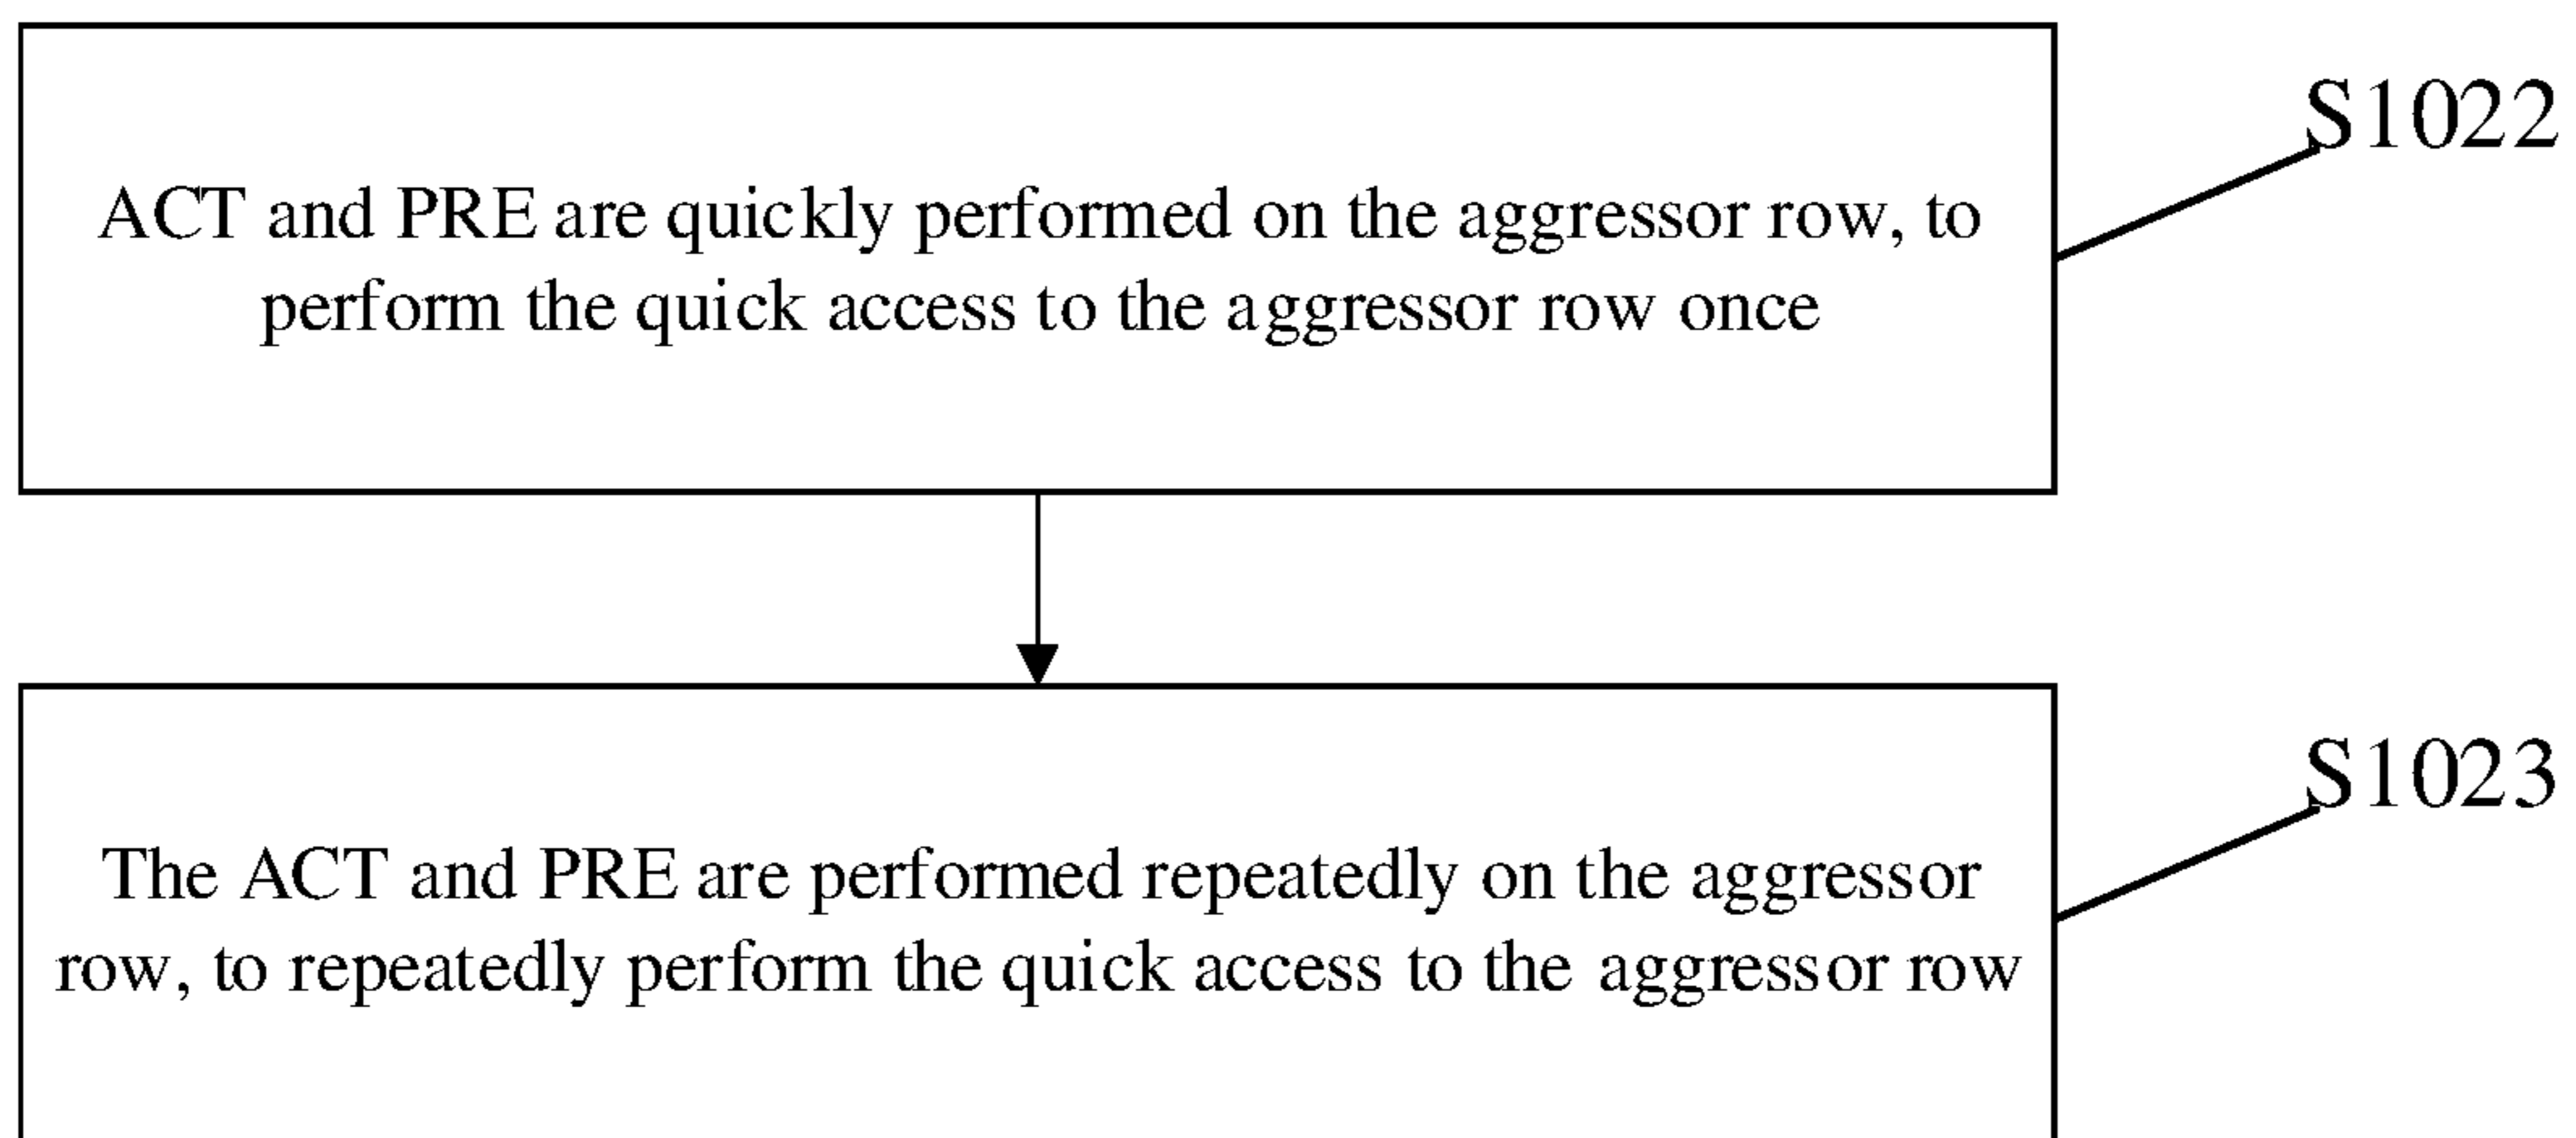 ACT and PRE are quickly performed on the aggressor row, to
perform the quick access to the aggressor row once
S1022
The ACT and PRE are performed repeatedly on the aggressor
row, to repeatedly perform the quick access to the aggressor row
S1023